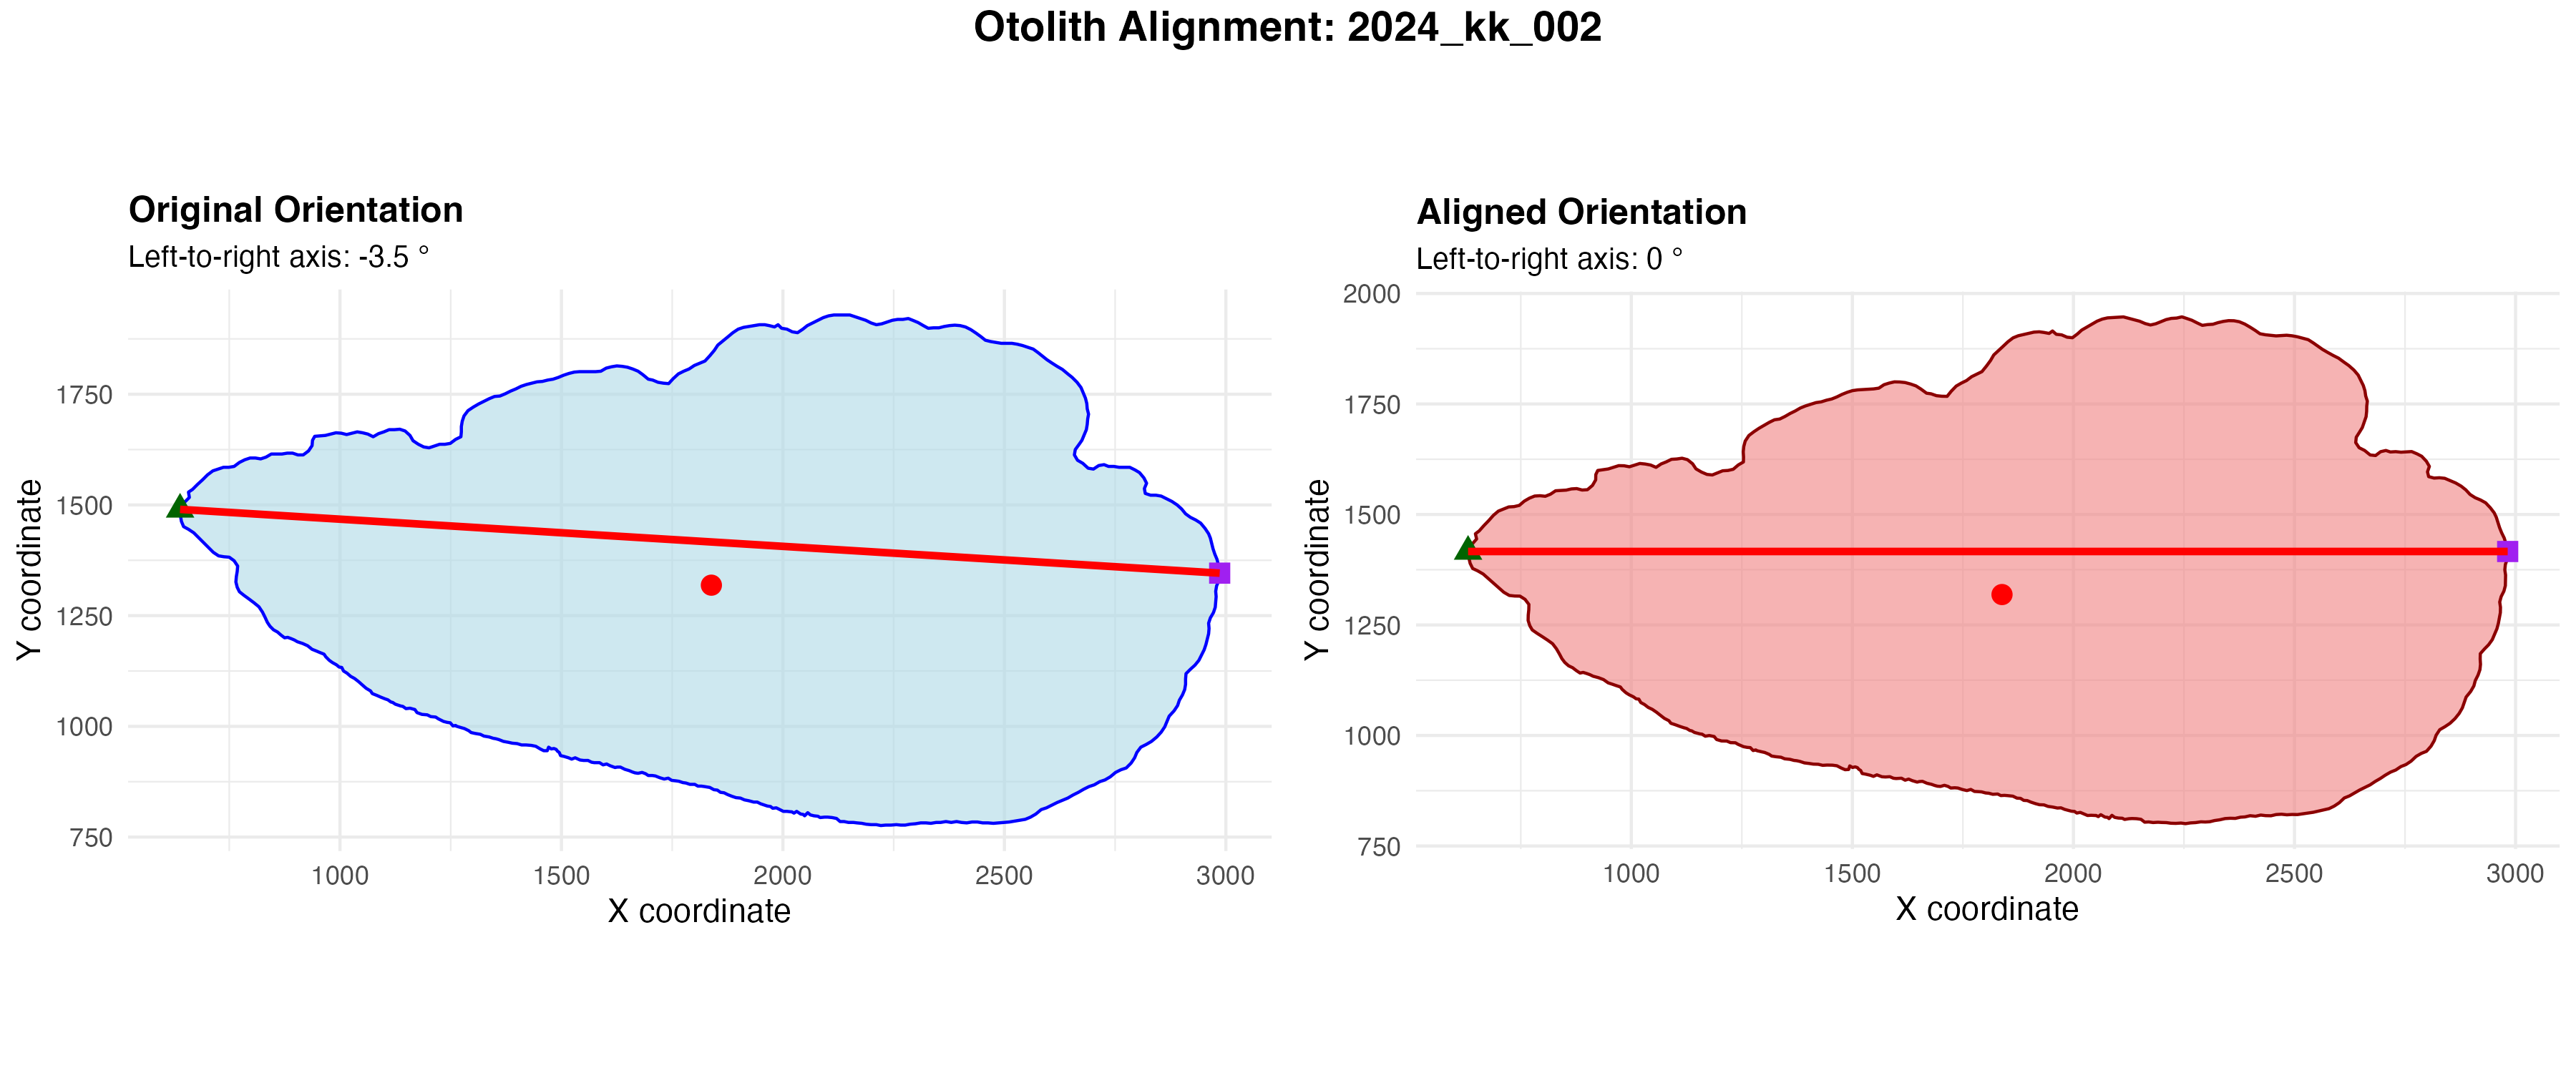 Otolith Alignment: 2024_kk_002
Original Orientation
Left-to-right axis: -3.5 °
Y coordinate
1750
1500
1250
1000
750
1000 1500 2000 2500 3000
X coordinate
Aligned Orientation
Left-to-right axis: 0 °
Y coordinate
2000
1750
1500
1250
1000
750
1000 1500 2000 2500 3000
X coordinate